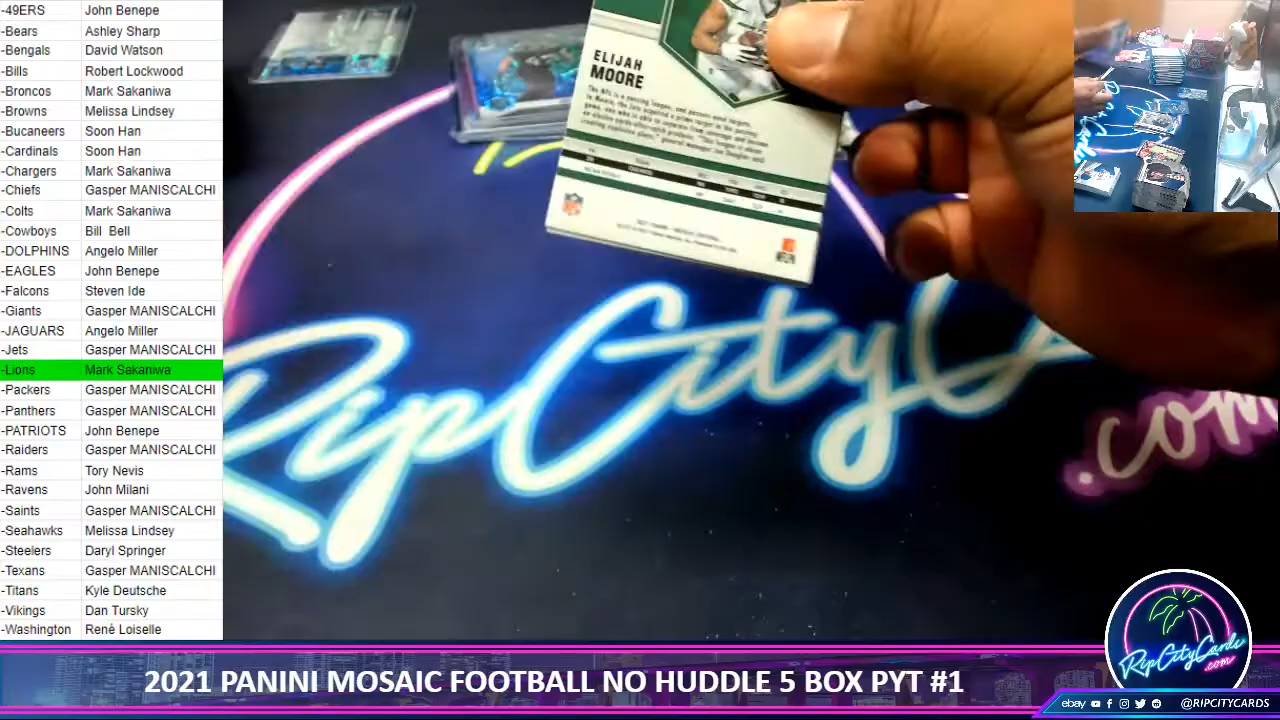 -49ERS John Benepe
-Bears Ashley Sharp
-Bengals David Watson
-Bills Robert Lockwood
-Broncos Mark Sakaniwa
-Browns Melissa Lindsey
-Bucaneers Soon Han
-Cardinals Soon Han
-Chargers Mark Sakaniwa
-Chiefs Gasper MANISCALCHI
-Colts Mark Sakaniwa
-Cowboys Bill Bell
-DOLPHINS Angelo Miller
-EAGLES John Benepe
-Falcons Steven Ide
-Giants Gasper MANISCALCHI
-JAGUARS Angelo Miller
-Jets Gasper MANISCALCHI
-Lions Mark Sakaniwa
-Packers Gasper MANISCALCHI
-Panthers Gasper MANISCALCHI
-PATRIOTS John Benepe
-Raiders Gasper MANISCALCHI
-Rams Tory Nevis
-Ravens John Milani
-Saints Gasper MANISCALCHI
-Seahawks Melissa Lindsey
-Steelers Daryl Springer
-Texans Gasper MANISCALCHI
-Titans Kyle Deutsche
-Vikings Dan Tursky
-Washington René Loiselle
ELIJAH
MOORE
RipCityC
.com
RipCityCards
.com
2021 PANINI MOSAIC FOOTBALL NO HUDDLE 5 BOX PYT #1
ebay @RIPCITYCARDS